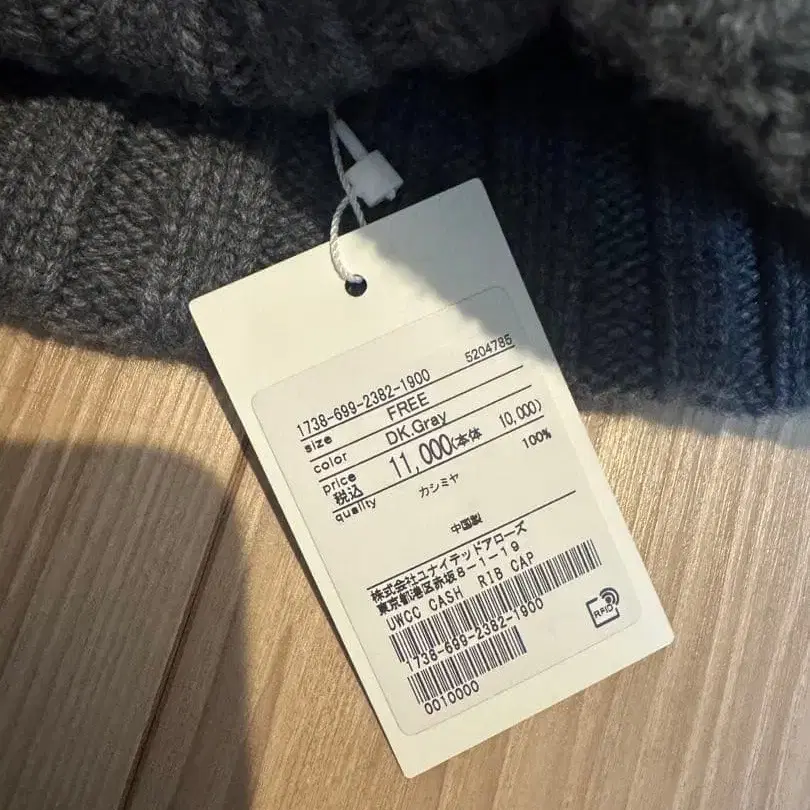 1738-699-2382-1900 5204785
size FREE
color DK.Gray
price 税込 11,000(本体 10,000)
quality カシミヤ 100%
中国製
株式会社ユナイテッドアローズ
東京都港区赤坂8-1-19
UWCC CASH RIB CAP
1738-699-2382-1900
0010000
RFID